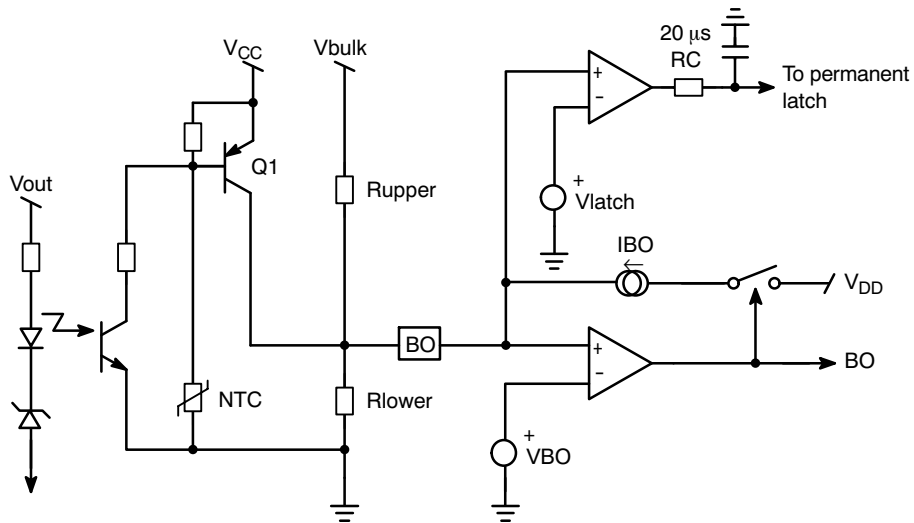 20 μs
RC
V_CC
Vbulk
+
−
To permanent
latch
Q1
Vout
Rupper
+
Vlatch
IBO
V_DD
BO
+
−
BO
NTC
Rlower
+
VBO